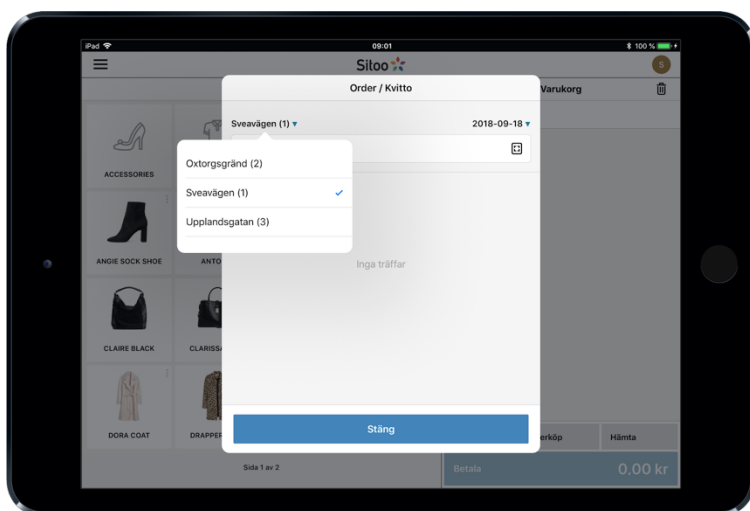 iPad 09:01 100 %
Sitoo S
Order / Kvitto Varukorg
Sveavägen (1) 2018-09-18
Oxtorgsgränd (2)
Sveavägen (1)
Upplandsgatan (3)
ACCESSORIES
ANGIE SOCK SHOE ANTO
Inga träffar
CLAIRE BLACK CLARISS
DORA COAT DRAPPE
Stäng
erköp Hämta
Sida 1 av 2 Betala 0,00 kr